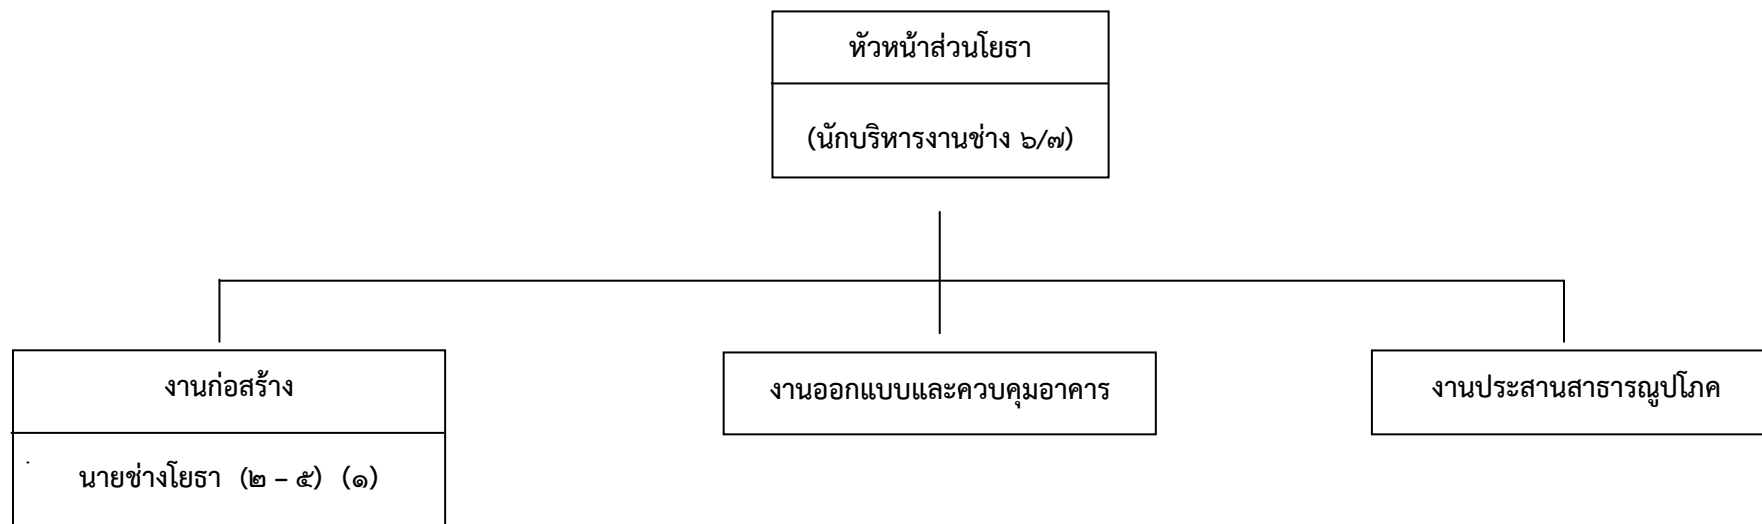 หัวหน้าส่วนโยธา
(นักบริหารงานช่าง ๖/๗)
งานก่อสร้าง
งานออกแบบและควบคุมอาคาร
งานประสานสาธารณูปโภค
นายช่างโยธา (๒ – ๕) (๑)